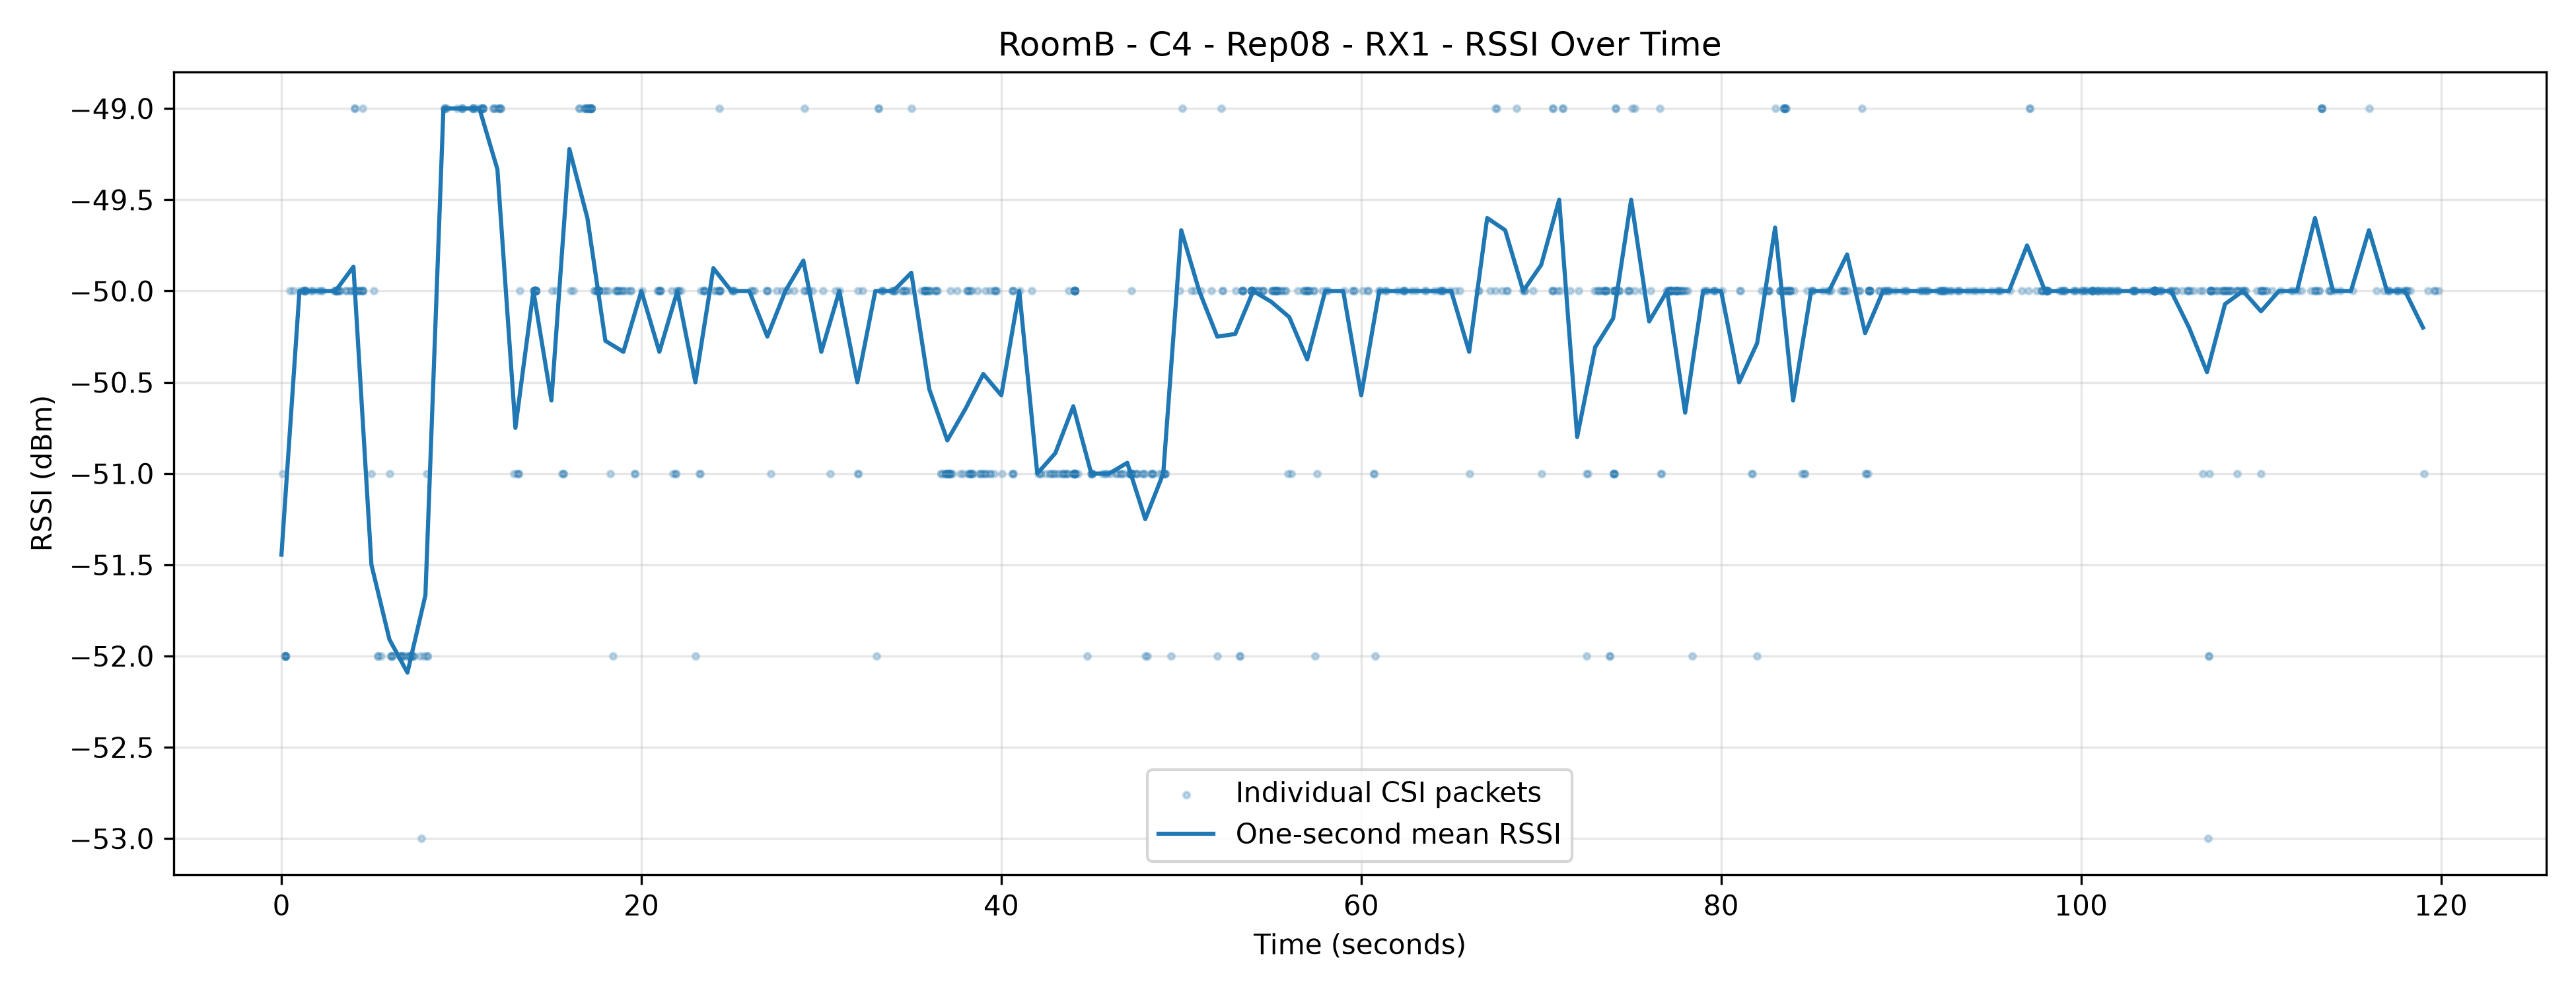 RoomB - C4 - Rep08 - RX1 - RSSI Over Time
RSSI (dBm)
−49.0
−49.5
−50.0
−50.5
−51.0
−51.5
−52.0
−52.5
−53.0
Individual CSI packets
One-second mean RSSI
0 20 40 60 80 100 120
Time (seconds)